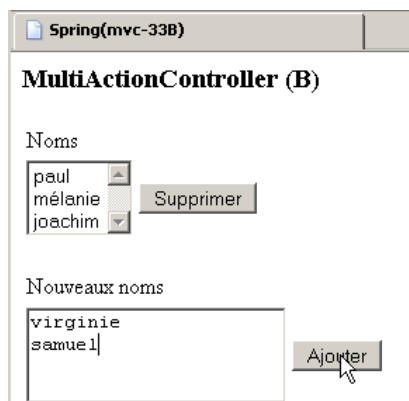 Spring(mvc-33B)
MultiActionController (B)
Noms
paul
mélanie
joachim
Supprimer
Nouveaux noms
virginie
samuel
Ajouter